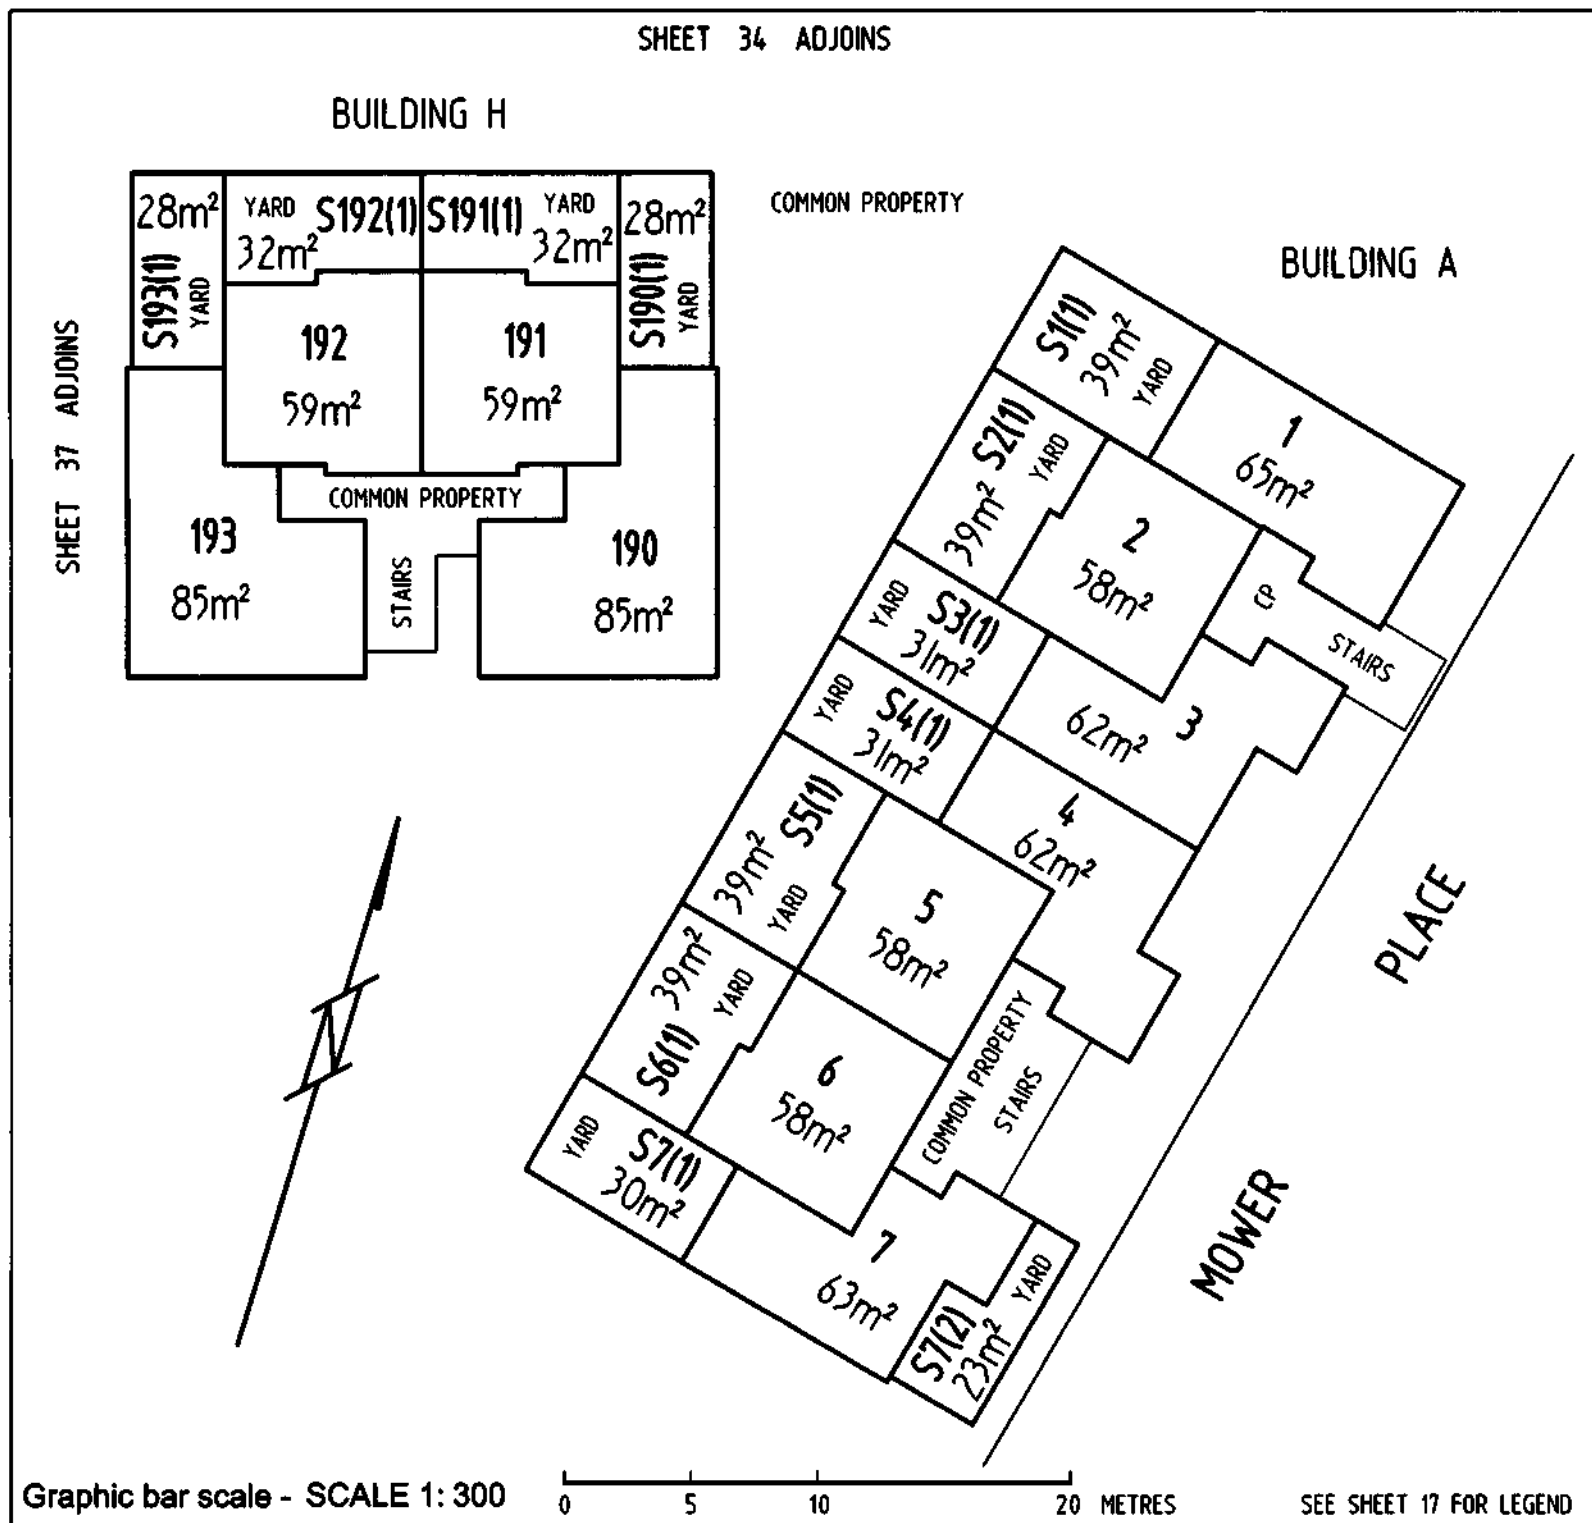 SHEET 34 ADJOINS
BUILDING H
28m²
S193(1)
YARD
YARD
S192(1)
32m²
S191(1)
YARD
32m²
28m²
S190(1)
YARD
192
59m²
191
59m²
SHEET 37 ADJOINS
COMMON PROPERTY
193
85m²
STAIRS
190
85m²
COMMON PROPERTY
BUILDING A
S1(1)
39m²
YARD
1
65m²
S2(1)
39m²
YARD
2
58m²
CP
STAIRS
YARD
S3(1)
31m²
3
62m²
YARD
S4(1)
31m²
4
62m²
S5(1)
39m²
YARD
5
58m²
39m²
YARD
S6(1)
6
58m²
COMMON PROPERTY
STAIRS
YARD
S7(1)
30m²
7
63m²
S7(2)
23m²
YARD
MOWER PLACE
Graphic bar scale - SCALE 1: 300
0 5 10 20 METRES
SEE SHEET 17 FOR LEGEND